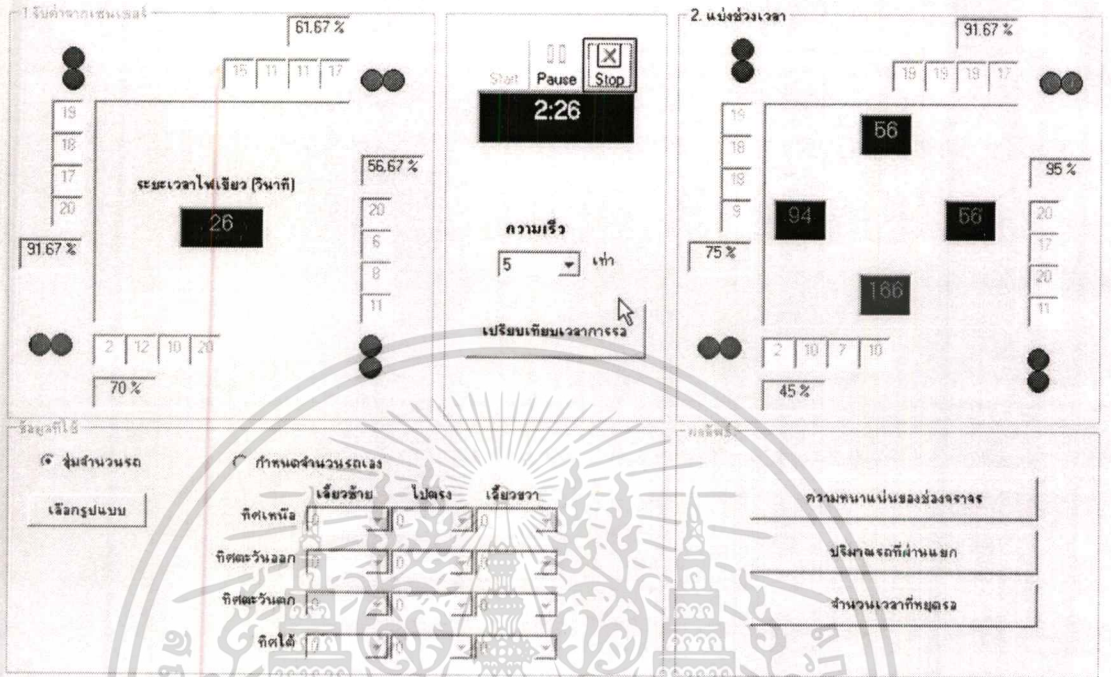 1 รับค่าจากเซนเซอร์
61.67 %
15 11 11 17
19
18
17
20
91.67 %
ระยะเวลาไฟเขียว (วินาที)
26
56.67 %
20
6
8
11
2 12 10 20
70 %
Start Pause Stop
2:26
ความเร็ว
5 เท่า
เปรียบเทียบเวลาการรอ
2. แบ่งช่วงเวลา
91.67 %
19 19 19 17
19
18
18
9
75 %
56
94
56
166
95 %
20
17
20
11
2 10 7 10
45 %
ข้อมูลที่ใช้
สุ่มจำนวนรถ
กำหนดจำนวนรถเอง
เลือกรูปแบบ
เลี้ยวซ้าย ไปตรง เลี้ยวขวา
ทิศเหนือ 0 0 0
ทิศตะวันออก 0 0 0
ทิศตะวันตก 0 0 0
ทิศใต้ 0 0 0
ผลลัพธ์
ความหนาแน่นของช่องจราจร
ปริมาณรถที่ผ่านแยก
จำนวนเวลาที่หยุดรอ